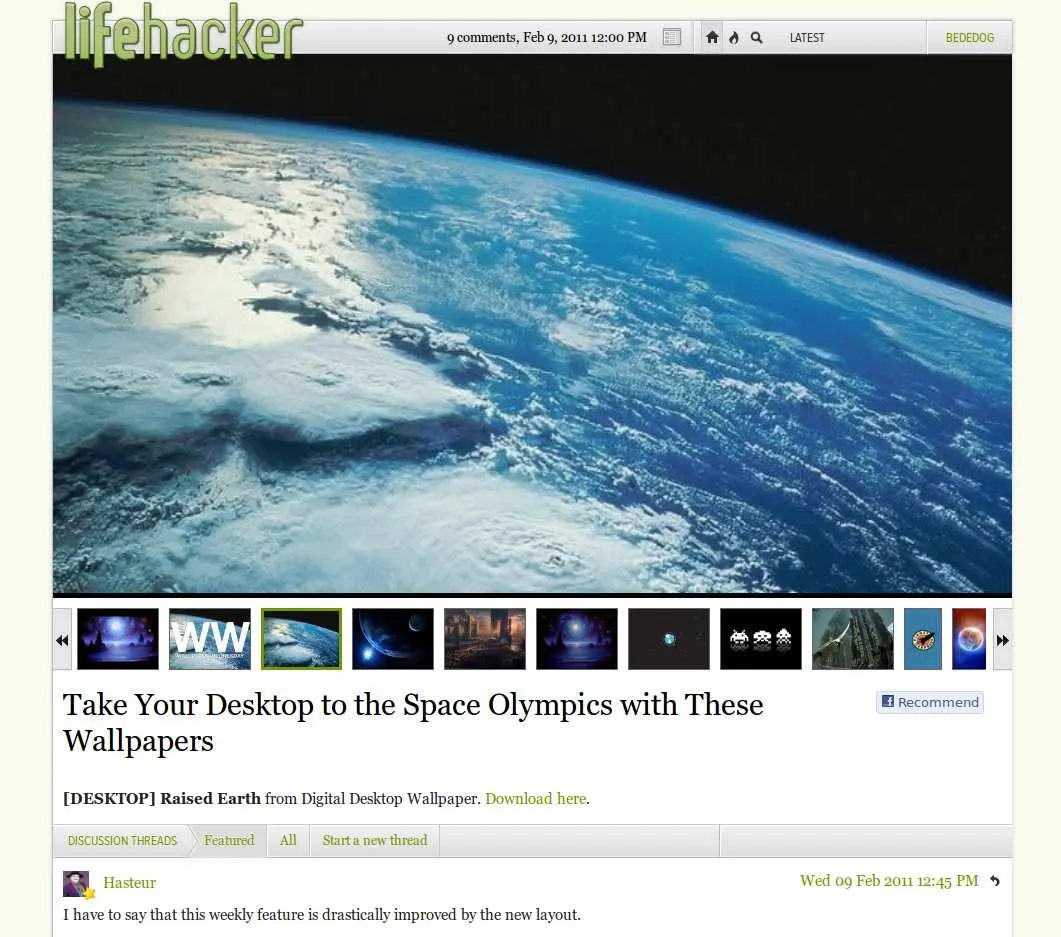 lifehacker
9 comments, Feb 9, 2011 12:00 PM
LATEST
BEDEDOG
WW
Take Your Desktop to the Space Olympics with These
Wallpapers
Recommend
[DESKTOP] Raised Earth from Digital Desktop Wallpaper. Download here.
DISCUSSION THREADS
Featured
All
Start a new thread
Hasteur
Wed 09 Feb 2011 12:45 PM
I have to say that this weekly feature is drastically improved by the new layout.